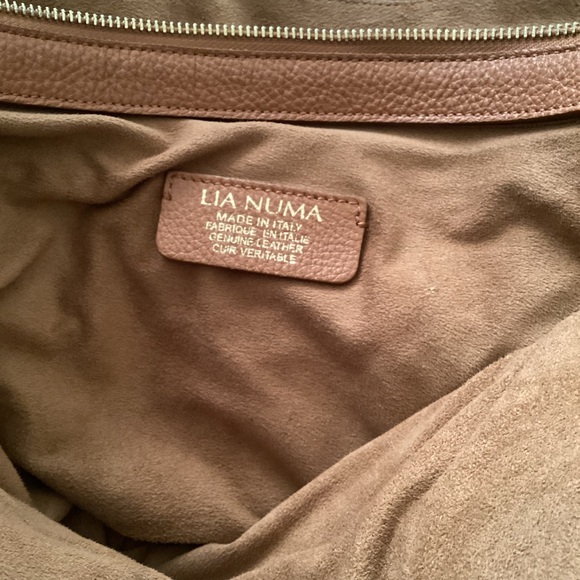 LIA NUMA
MADE IN ITALY
FABRIQUE EN ITALIE
GENUINE LEATHER
CUIR VERITABLE